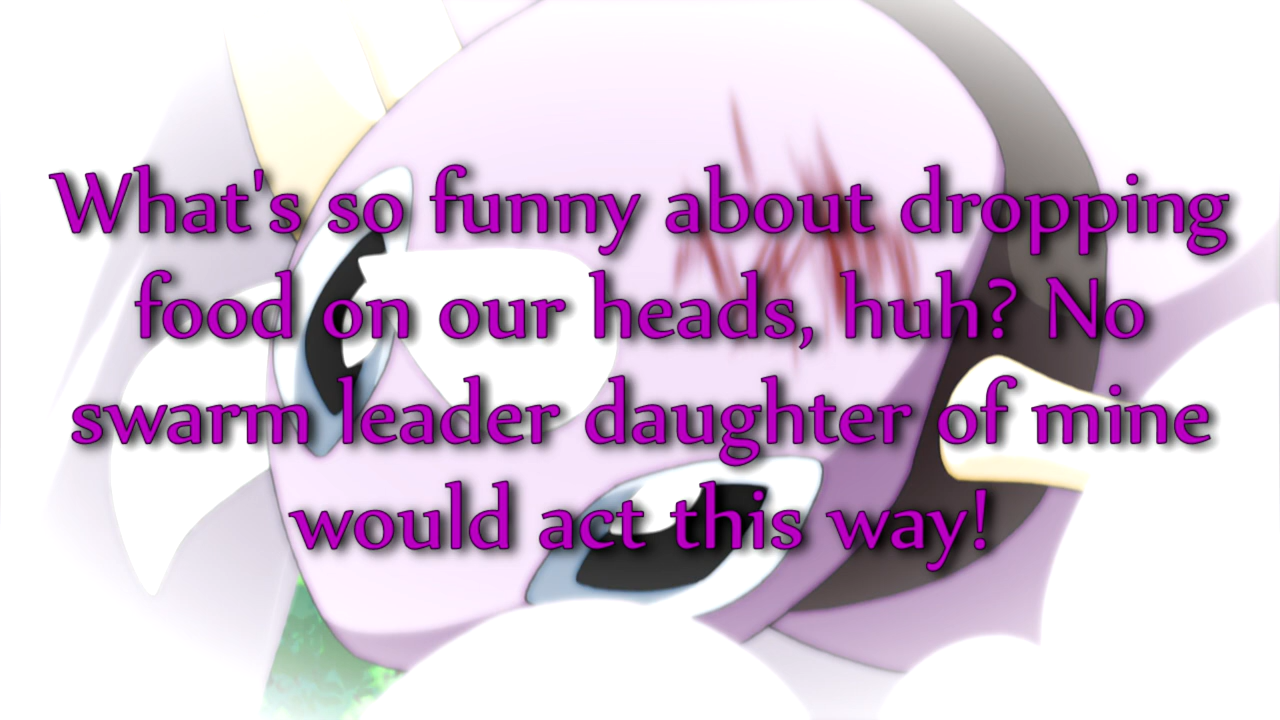 What's so funny about dropping
food on our heads, huh? No
swarm leader daughter of mine
would act this way!